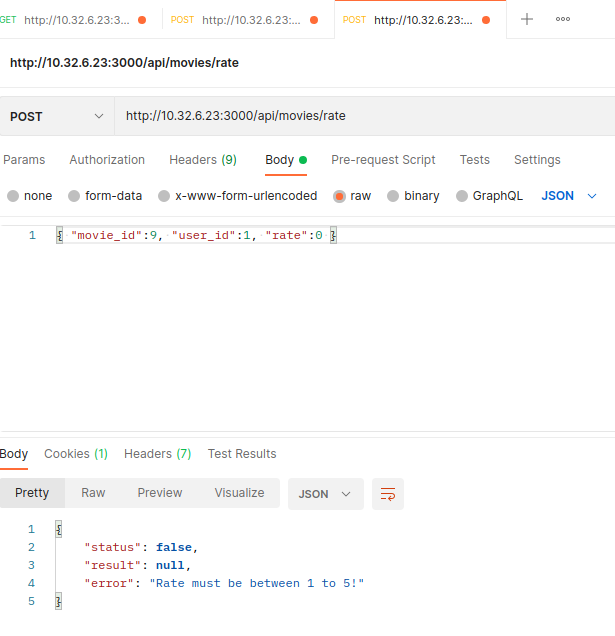 GET http://10.32.6.23:3... POST http://10.32.6.23:... POST http://10.32.6.23:...
http://10.32.6.23:3000/api/movies/rate
POST http://10.32.6.23:3000/api/movies/rate
Params Authorization Headers (9) Body Pre-request Script Tests Settings
none form-data x-www-form-urlencoded raw binary GraphQL JSON
1 { "movie_id":9, "user_id":1, "rate":0 }
Body Cookies (1) Headers (7) Test Results
Pretty Raw Preview Visualize JSON
1 {
2 "status": false,
3 "result": null,
4 "error": "Rate must be between 1 to 5!"
5 }